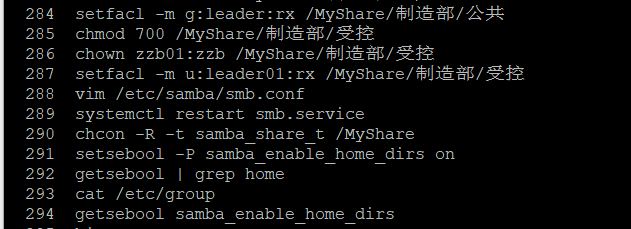 284 setfacl -m g:leader:rx /MyShare/制造部/公共
285 chmod 700 /MyShare/制造部/受控
286 chown zzb01:zzb /MyShare/制造部/受控
287 setfacl -m u:leader01:rx /MyShare/制造部/受控
288 vim /etc/samba/smb.conf
289 systemctl restart smb.service
290 chcon -R -t samba_share_t /MyShare
291 setsebool -P samba_enable_home_dirs on
292 getsebool | grep home
293 cat /etc/group
294 getsebool samba_enable_home_dirs